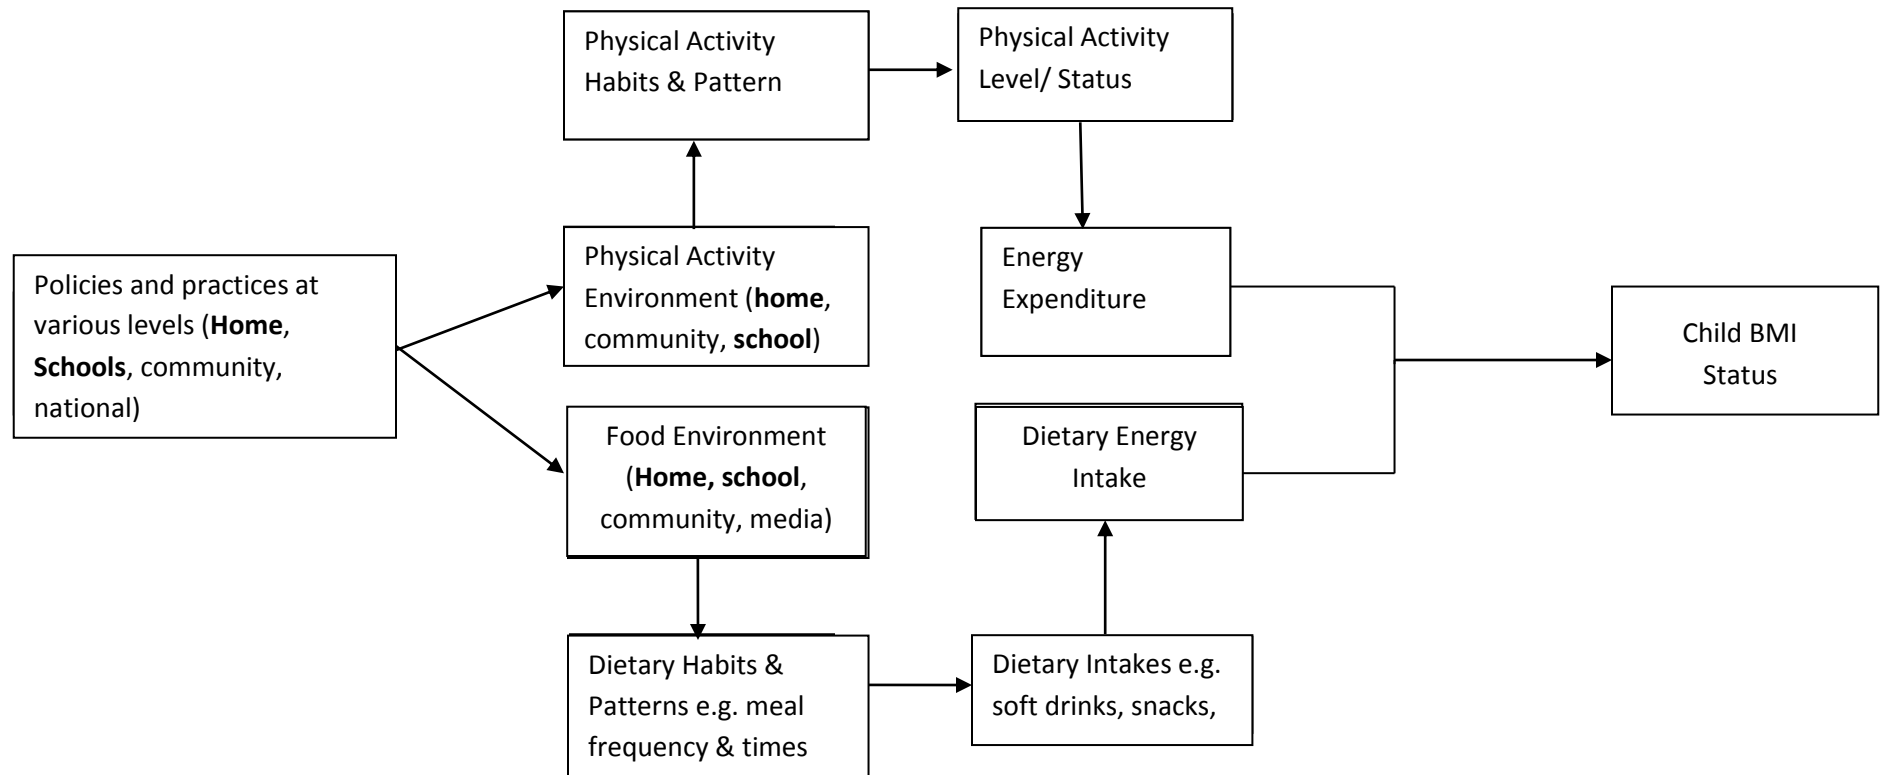 Physical Activity
Habits & Pattern
Physical Activity
Level/ Status
Policies and practices at
various levels (Home,
Schools, community,
national)
Physical Activity
Environment (home,
community, school)
Energy
Expenditure
Child BMI
Status
Food Environment
(Home, school,
community, media)
Dietary Energy
Intake
Dietary Habits &
Patterns e.g. meal
frequency & times
Dietary Intakes e.g.
soft drinks, snacks,